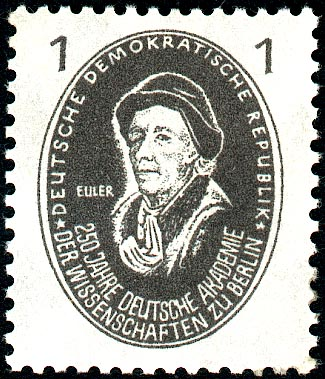 1 1
DEUTSCHE DEMOKRATISCHE REPUBLIK
EULER
250 JAHRE DEUTSCHE AKADEMIE
DER WISSENSCHAFTEN ZU BERLIN